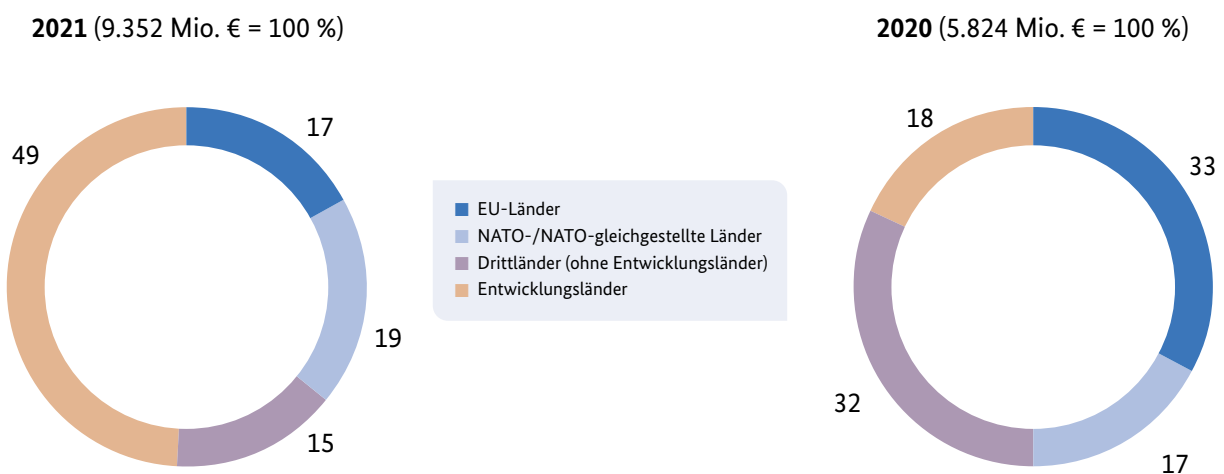 2021 (9.352 Mio. € = 100 %)
2020 (5.824 Mio. € = 100 %)
17
49
19
15
EU-Länder
NATO-/NATO-gleichgestellte Länder
Drittländer (ohne Entwicklungsländer)
Entwicklungsländer
18
33
32
17